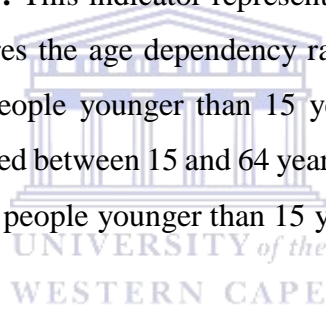 . This indicator represent
res the age dependency ra
eople younger than 15 ye
ed between 15 and 64 year
people younger than 15 y
UNIVERSITY of the
WESTERN CAPE